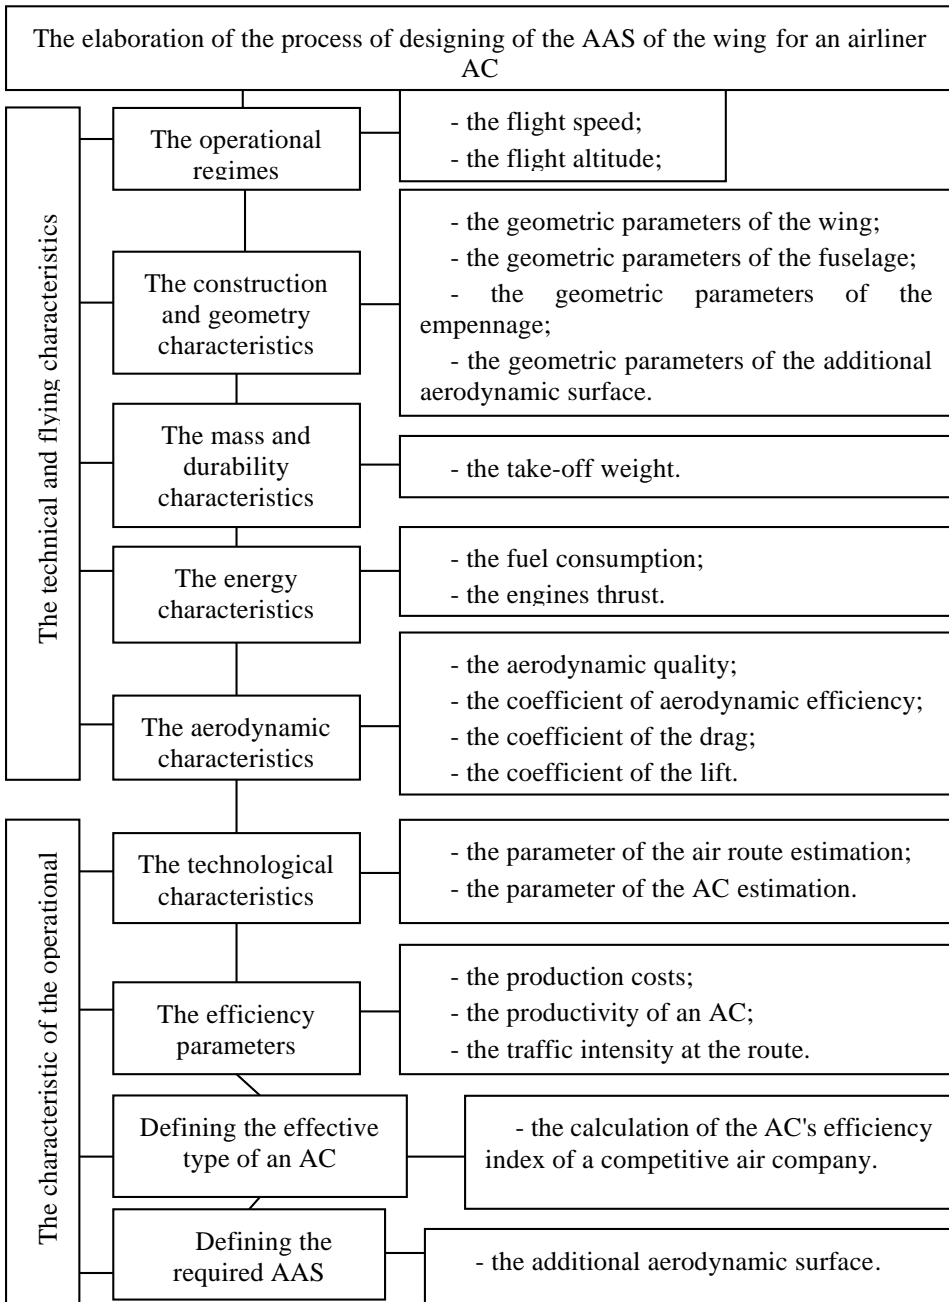 The elaboration of the process of designing of the AAS of the wing for an airliner
AC
The technical and flying characteristics
The operational
regimes
- the flight speed;
- the flight altitude;
The construction
and geometry
characteristics
- the geometric parameters of the wing;
- the geometric parameters of the fuselage;
- the geometric parameters of the
empennage;
- the geometric parameters of the additional
aerodynamic surface.
The mass and
durability
characteristics
- the take-off weight.
The energy
characteristics
- the fuel consumption;
- the engines thrust.
The aerodynamic
characteristics
- the aerodynamic quality;
- the coefficient of aerodynamic efficiency;
- the coefficient of the drag;
- the coefficient of the lift.
The characteristic of the operational
The technological
characteristics
- the parameter of the air route estimation;
- the parameter of the AC estimation.
The efficiency
parameters
- the production costs;
- the productivity of an AC;
- the traffic intensity at the route.
Defining the effective
type of an AC
- the calculation of the AC's efficiency
index of a competitive air company.
Defining the
required AAS
- the additional aerodynamic surface.